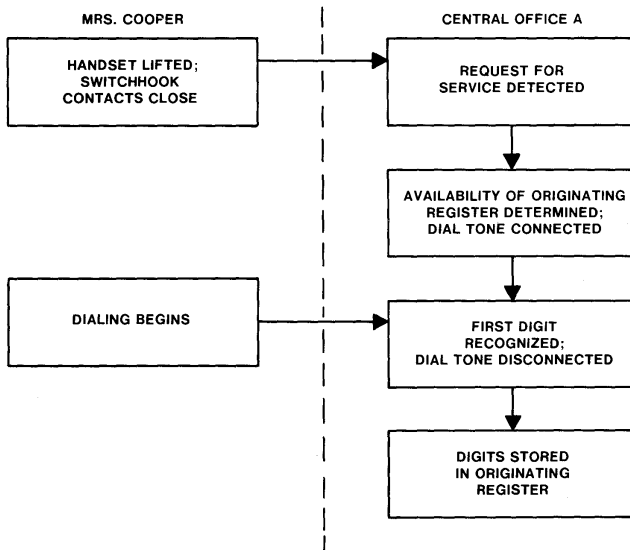 MRS. COOPER
CENTRAL OFFICE A
HANDSET LIFTED;
SWITCHHOOK
CONTACTS CLOSE
REQUEST FOR
SERVICE DETECTED
AVAILABILITY OF ORIGINATING
REGISTER DETERMINED;
DIAL TONE CONNECTED
DIALING BEGINS
FIRST DIGIT
RECOGNIZED;
DIAL TONE DISCONNECTED
DIGITS STORED
IN ORIGINATING
REGISTER